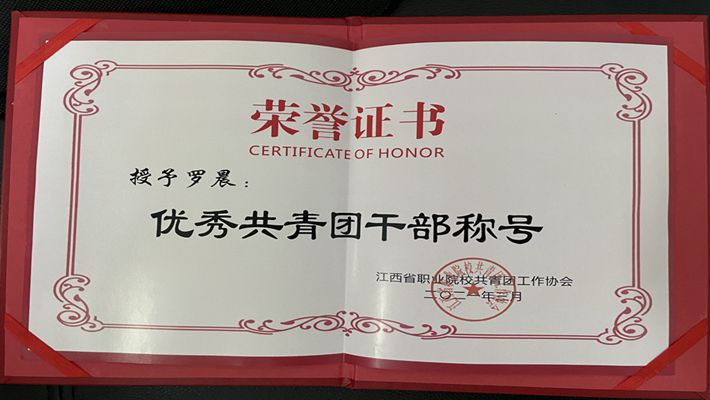 荣誉证书
CERTIFICATE OF HONOR
授予罗晨：
优秀共青团干部称号
江西省职业院校共青团工作协会
二〇二一年 月